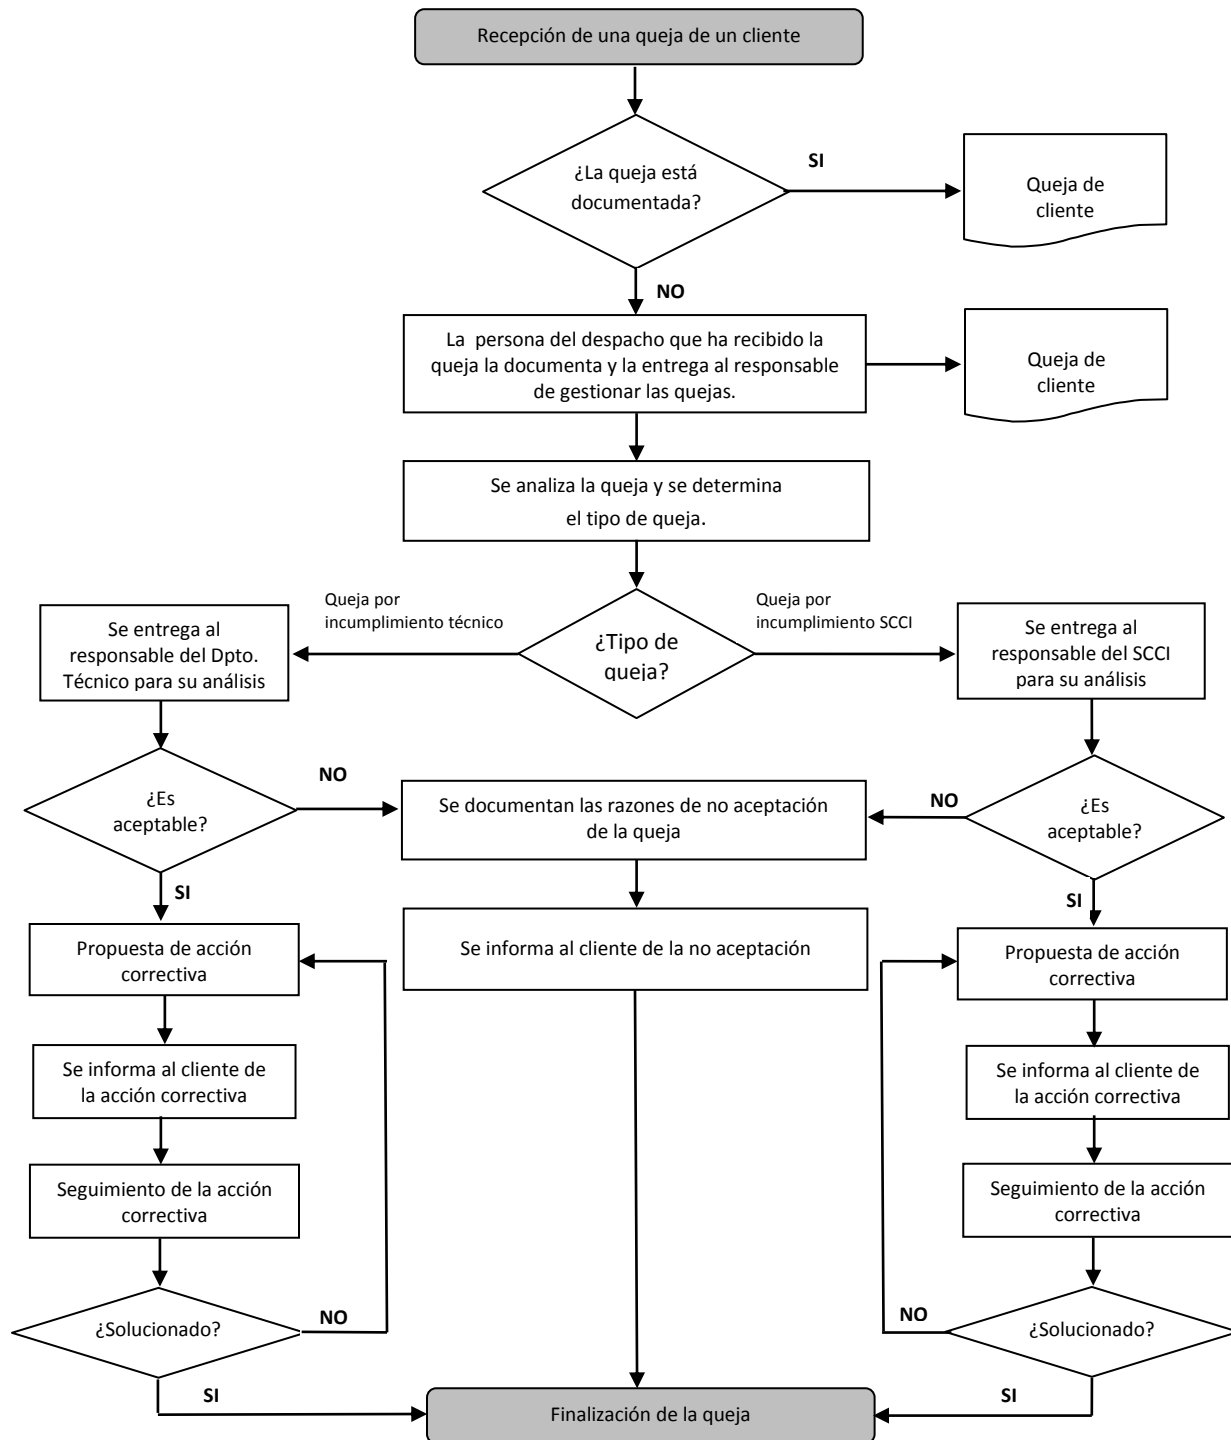 Recepción de una queja de un cliente
¿La queja está
documentada?
SI
Queja de
cliente
NO
La persona del despacho que ha recibido la
queja la documenta y la entrega al responsable
de gestionar las quejas.
Queja de
cliente
Se analiza la queja y se determina
el tipo de queja.
Queja por
incumplimiento técnico
Queja por
incumplimiento SCCI
¿Tipo de
queja?
Se entrega al
responsable del Dpto.
Técnico para su análisis
Se entrega al
responsable del SCCI
para su análisis
¿Es
aceptable?
NO
Se documentan las razones de no aceptación
de la queja
NO
¿Es
aceptable?
SI
SI
Propuesta de acción
correctiva
Se informa al cliente de la no aceptación
Propuesta de acción
correctiva
Se informa al cliente de
la acción correctiva
Se informa al cliente de
la acción correctiva
Seguimiento de la acción
correctiva
Seguimiento de la acción
correctiva
¿Solucionado?
NO
NO
¿Solucionado?
SI
SI
Finalización de la queja